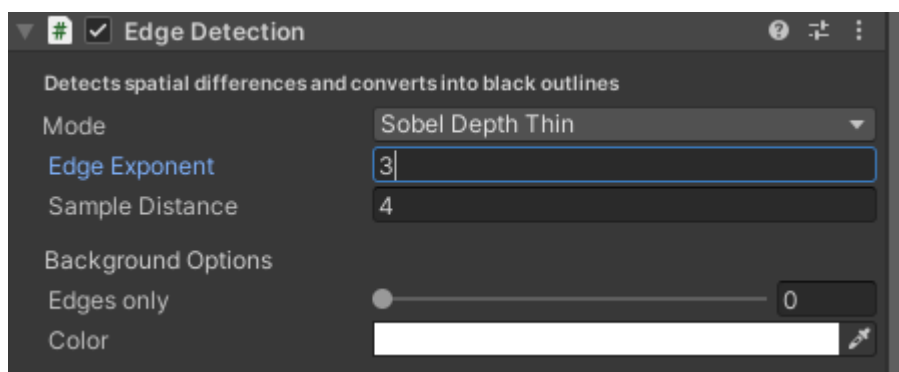 # Edge Detection
Detects spatial differences and converts into black outlines
Mode Sobel Depth Thin
Edge Exponent 3
Sample Distance 4
Background Options
Edges only 0
Color